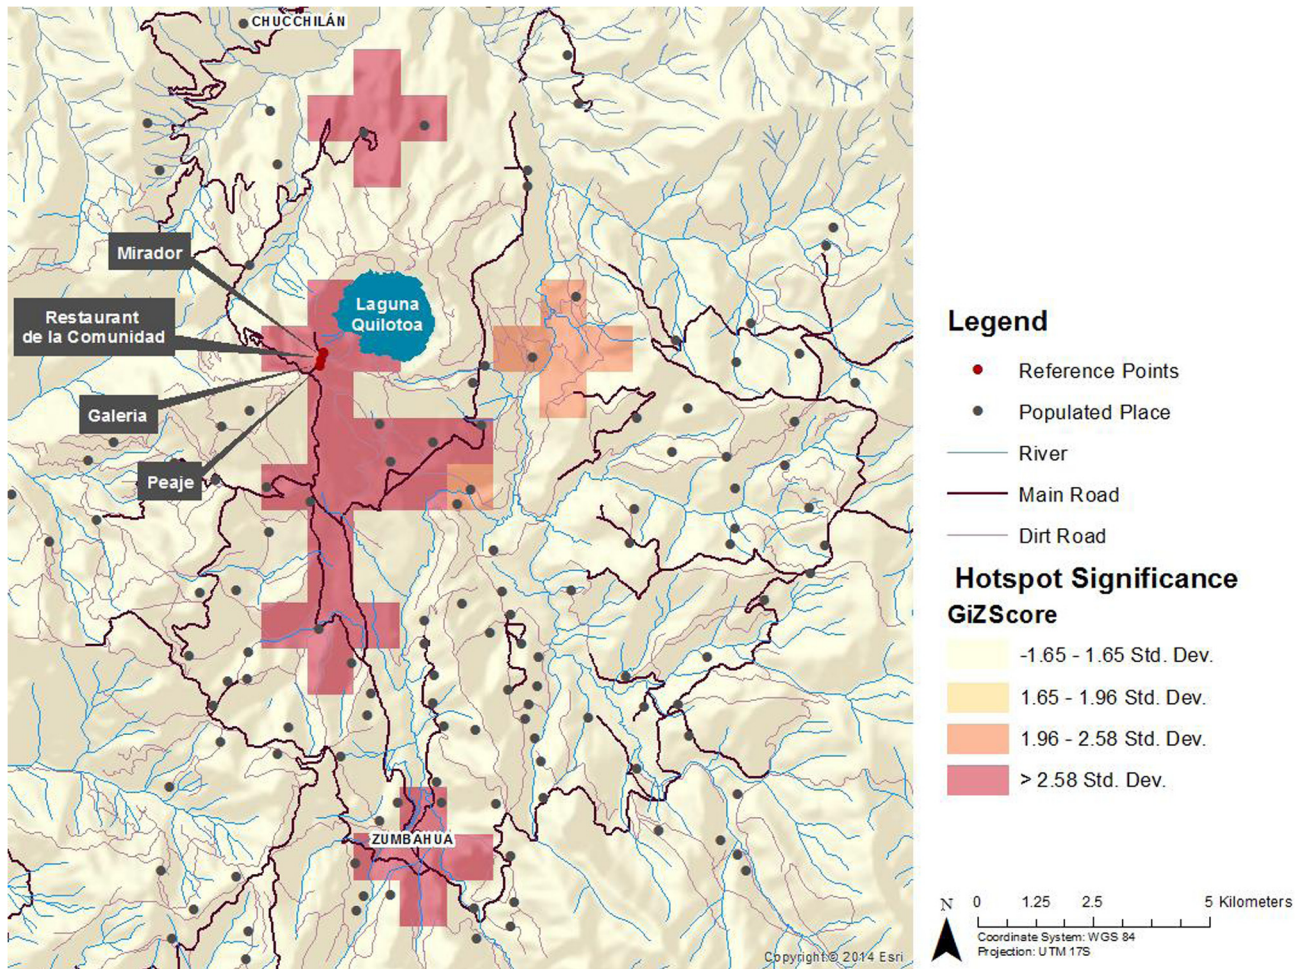 CHUCCHILÁN
Mirador
Restaurant
de la Comunidad
Laguna
Quilotoa
Galeria
Peaje
ZUMBAHUA
Copyright:© 2014 Esri
Legend
Reference Points
Populated Place
River
Main Road
Dirt Road
Hotspot Significance
GiZScore
-1.65 - 1.65 Std. Dev.
1.65 - 1.96 Std. Dev.
1.96 - 2.58 Std. Dev.
> 2.58 Std. Dev.
N
0 1.25 2.5 5 Kilometers
Coordinate System: WGS 84
Projection: UTM 17S